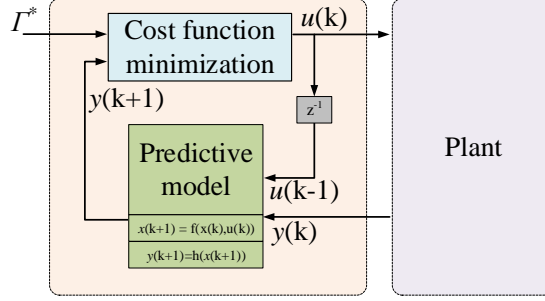 Γ*
Cost function
minimization
u(k)
y(k+1)
z⁻¹
Predictive
model
u(k-1)
x(k+1) = f(x(k),u(k))
y(k)
y(k+1)=h(x(k+1))
Plant